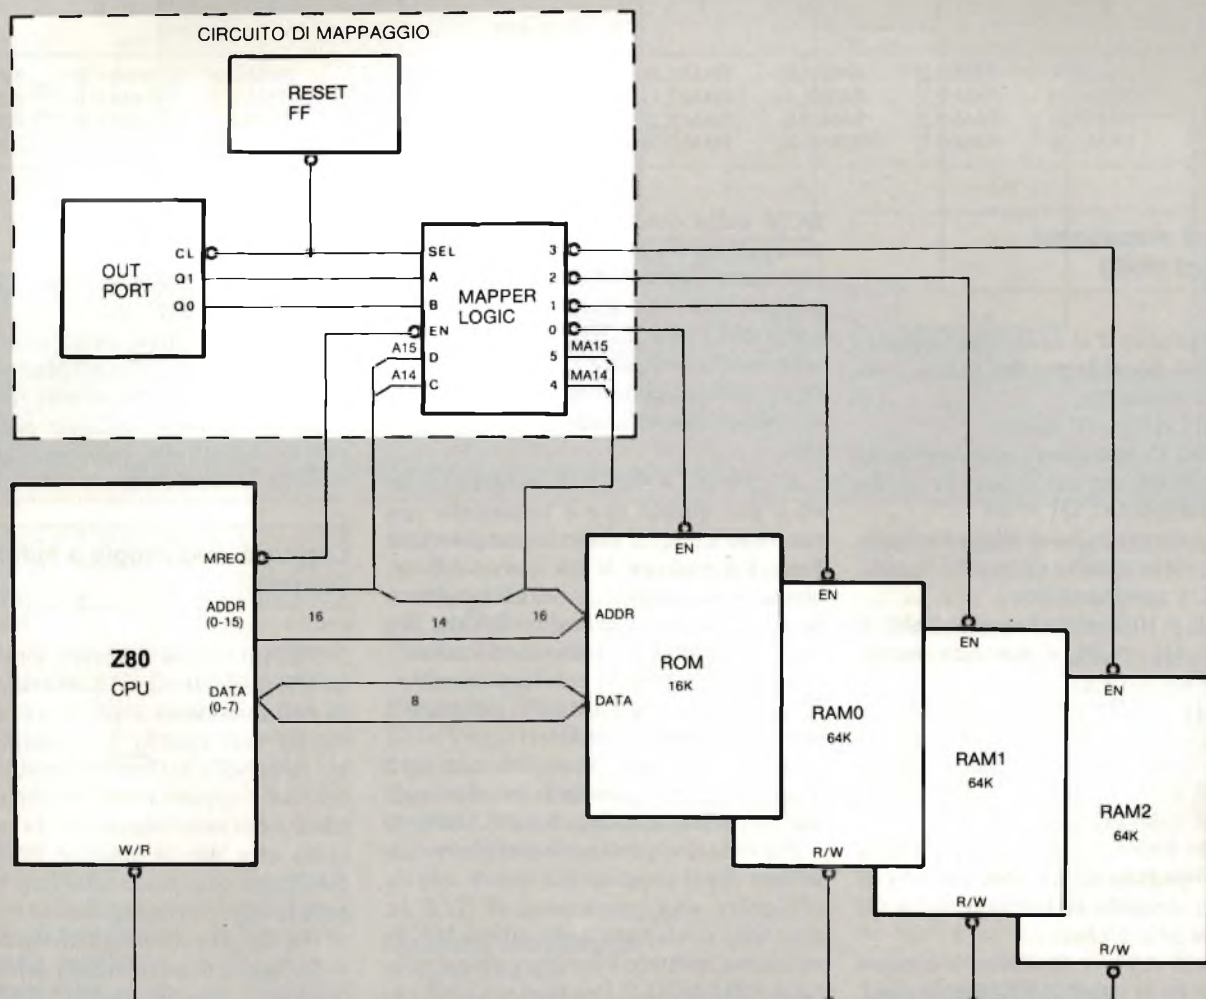 CIRCUITO DI MAPPAGGIO
RESET
FF
OUT
PORT
CL
Q1
Q0
SEL
A
B
EN
D
C
MAPPER
LOGIC
3
2
1
0
5
4
A15
A14
MA15
MA14
Z80
CPU
MREQ
ADDR
(0-15)
DATA
(0-7)
W/R
16
14
16
8
EN
ADDR
ROM
16K
DATA
EN
RAM0
64K
R/W
EN
RAM1
64K
R/W
EN
RAM2
64K
R/W